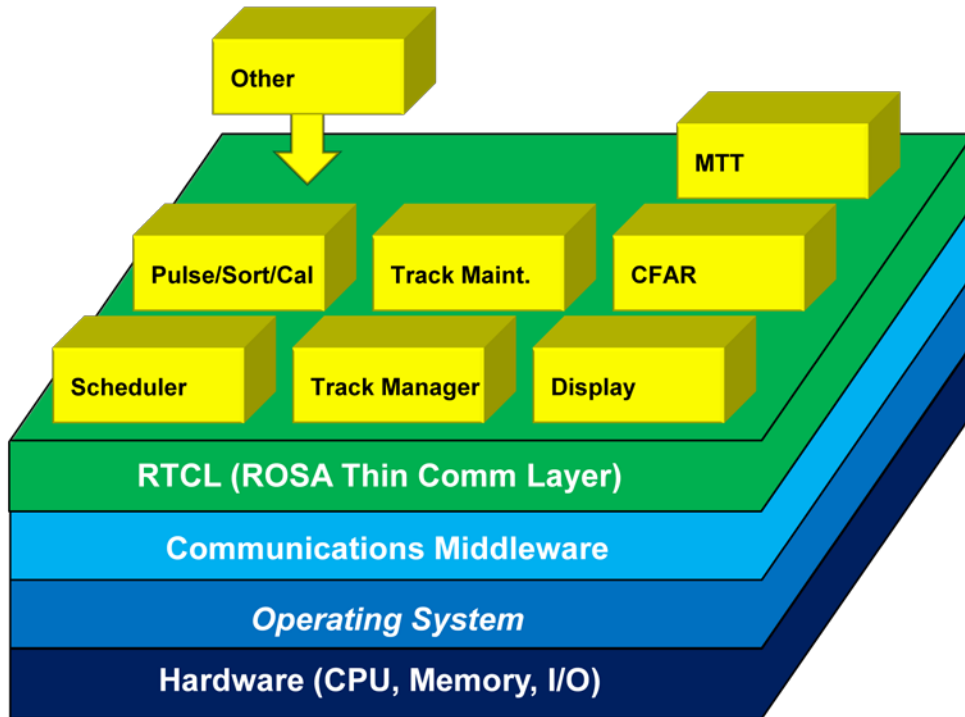 Other
MTT
Pulse/Sort/Cal
Track Maint.
CFAR
Scheduler
Track Manager
Display
RTCL (ROSA Thin Comm Layer)
Communications Middleware
Operating System
Hardware (CPU, Memory, I/O)